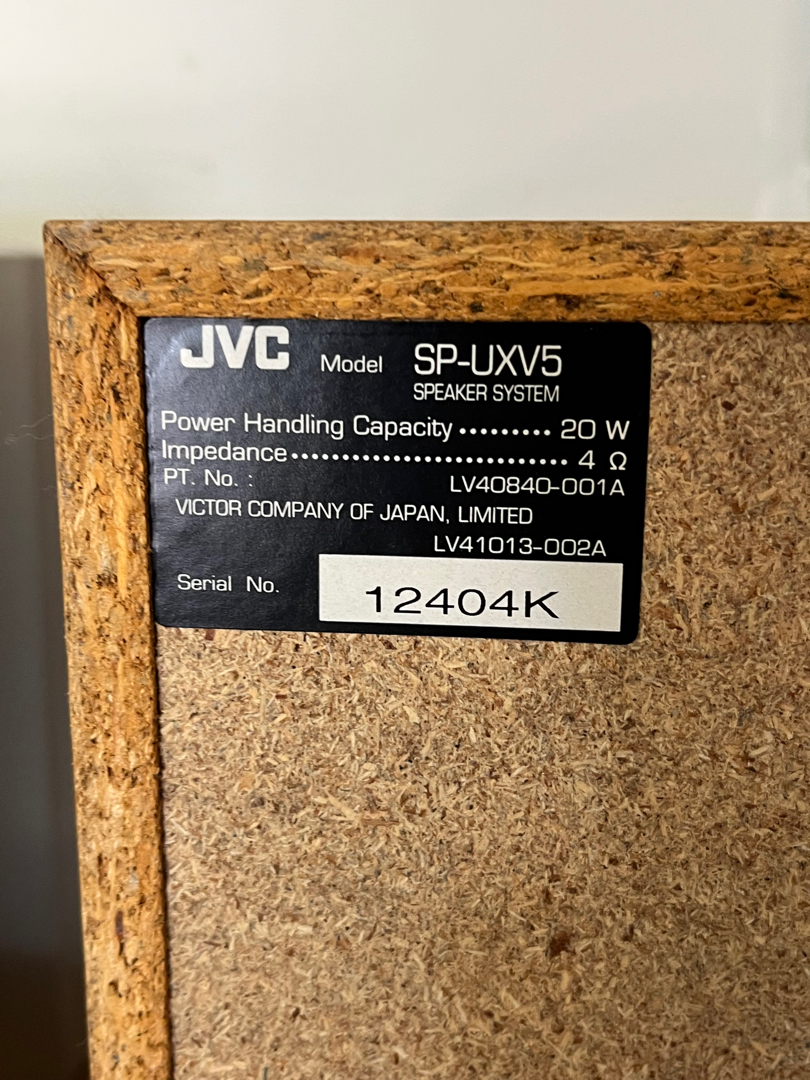 JVC Model SP-UXV5
SPEAKER SYSTEM
Power Handling Capacity ......... 20 W
Impedance ........................... 4 Ω
PT. No. : LV40840-001A
VICTOR COMPANY OF JAPAN, LIMITED
LV41013-002A
Serial No. 12404K